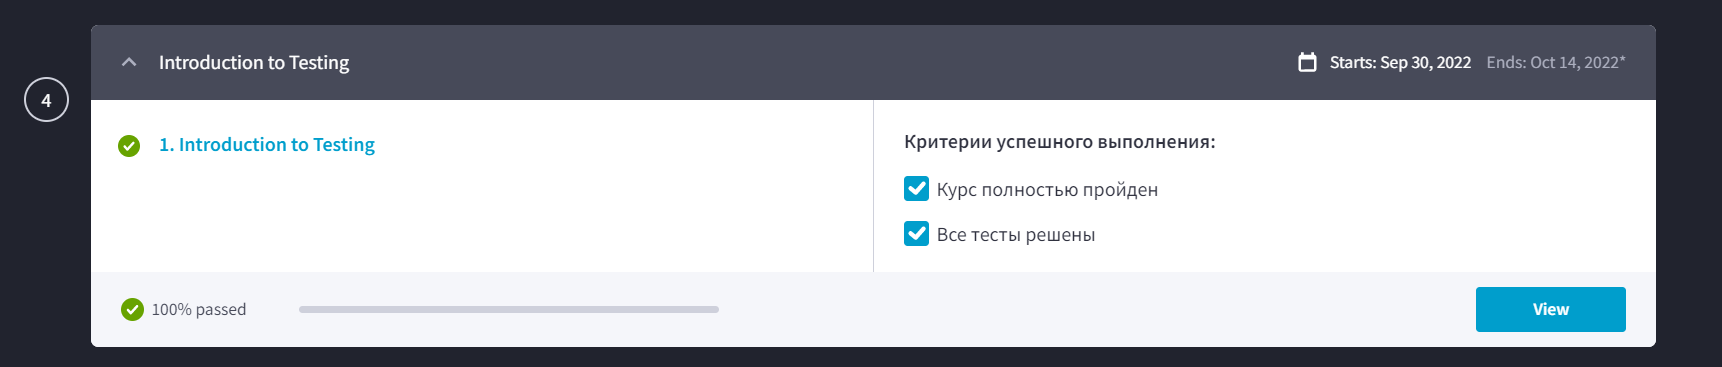 4
Introduction to Testing
Starts: Sep 30, 2022 Ends: Oct 14, 2022*
1. Introduction to Testing
Критерии успешного выполнения:
Курс полностью пройден
Все тесты решены
100% passed
View